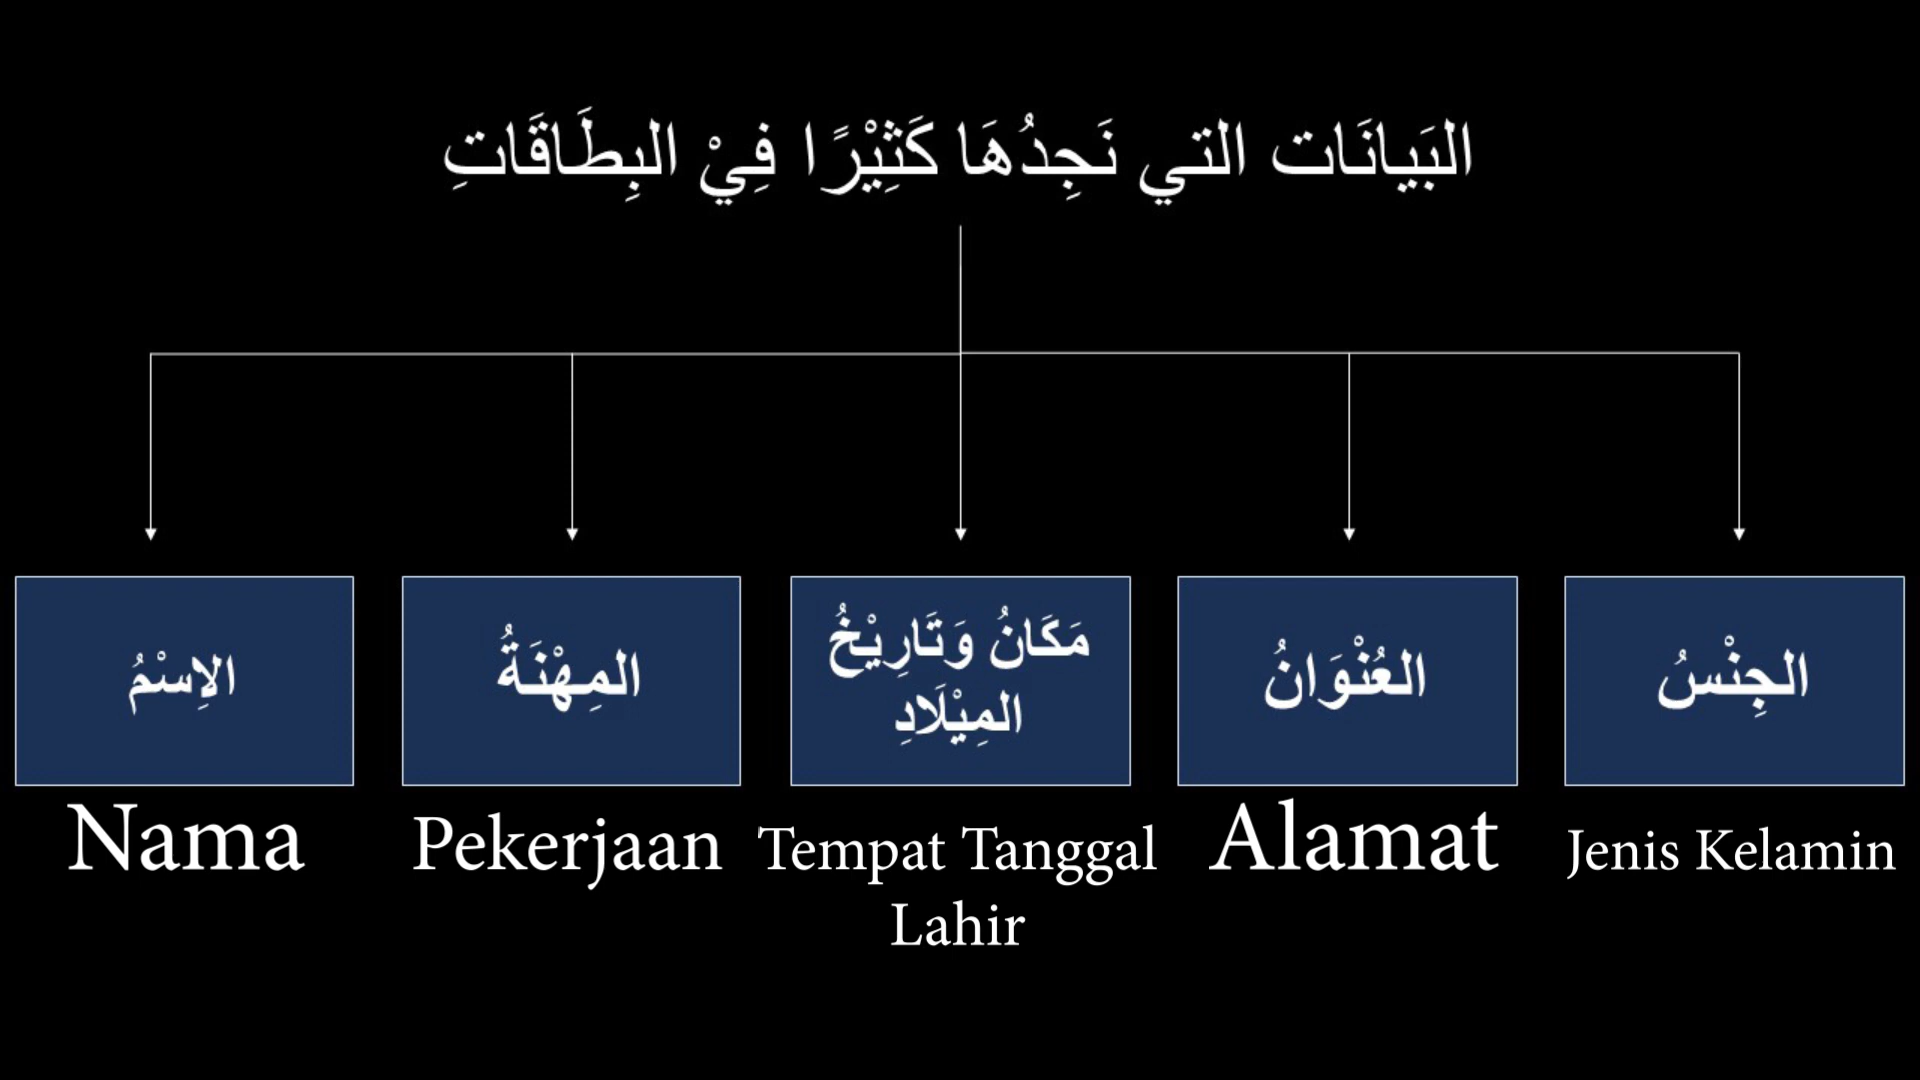 البَيانَات التي نَجِدُهَا كَثِيْرًا فِيْ البِطَاقَاتِ
الاِسْمُ
المِهْنَةُ
مَكَانُ وَتَارِيْخُ
المِيْلَادِ
العُنْوَانُ
الجِنْسُ
Nama
Pekerjaan
Tempat Tanggal
Lahir
Alamat
Jenis Kelamin